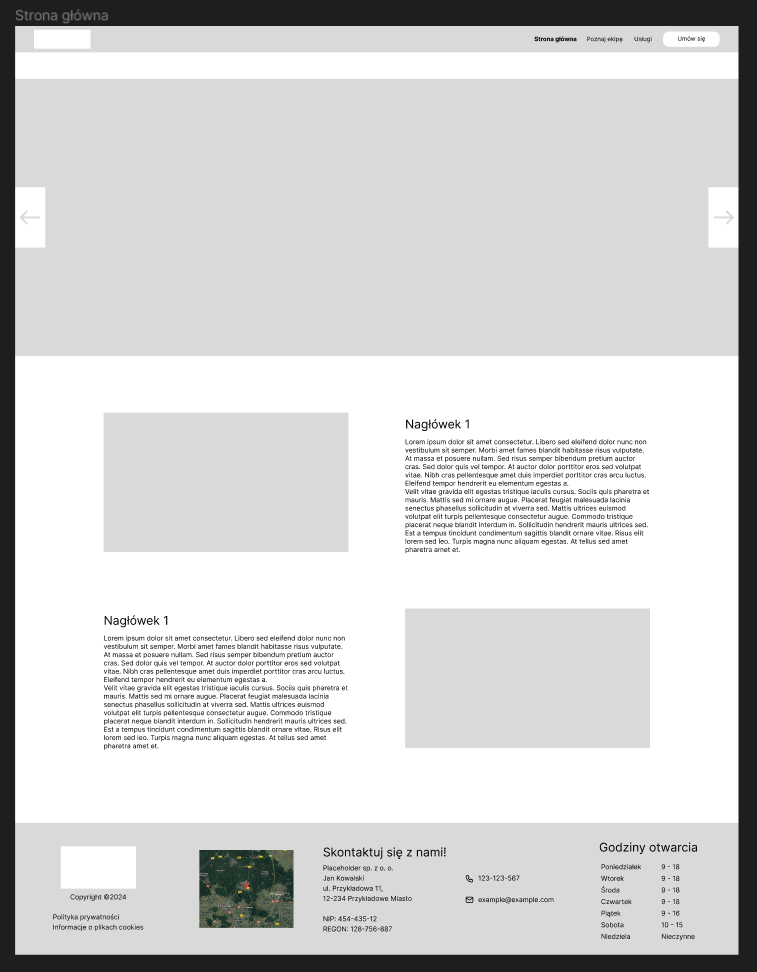 Strona główna
Strona główna
Poznaj ekipę
Usługi
Umów się
Nagłówek 1
Lorem ipsum dolor sit amet consectetur. Libero sed eleifend dolor nunc non
vestibulum sit semper. Morbi amet fames blandit habitasse risus vulputate.
At massa et posuere nullam. Sed risus semper bibendum pretium auctor
cras. Sed dolor quis vel tempor. At auctor dolor porttitor eros sed volutpat
vitae. Nibh cras pellentesque amet duis imperdiet porttitor cras arcu luctus.
Eleifend tempor hendrerit eu elementum egestas a.
Velit vitae gravida elit egestas tristique iaculis cursus. Sociis quis pharetra et
mauris. Mattis sed mi ornare augue. Placerat feugiat malesuada lacinia
senectus phasellus sollicitudin at viverra sed. Mattis ultrices euismod
volutpat elit turpis pellentesque consectetur augue. Commodo tristique
placerat neque blandit interdum in. Sollicitudin hendrerit mauris ultrices sed.
Est a tempus tincidunt condimentum sagittis blandit ornare vitae. Risus elit
lorem sed leo. Turpis magna nunc aliquam egestas. At tellus sed amet
pharetra amet et.
Nagłówek 1
Lorem ipsum dolor sit amet consectetur. Libero sed eleifend dolor nunc non
vestibulum sit semper. Morbi amet fames blandit habitasse risus vulputate.
At massa et posuere nullam. Sed risus semper bibendum pretium auctor
cras. Sed dolor quis vel tempor. At auctor dolor porttitor eros sed volutpat
vitae. Nibh cras pellentesque amet duis imperdiet porttitor cras arcu luctus.
Eleifend tempor hendrerit eu elementum egestas a.
Velit vitae gravida elit egestas tristique iaculis cursus. Sociis quis pharetra et
mauris. Mattis sed mi ornare augue. Placerat feugiat malesuada lacinia
senectus phasellus sollicitudin at viverra sed. Mattis ultrices euismod
volutpat elit turpis pellentesque consectetur augue. Commodo tristique
placerat neque blandit interdum in. Sollicitudin hendrerit mauris ultrices sed.
Est a tempus tincidunt condimentum sagittis blandit ornare vitae. Risus elit
lorem sed leo. Turpis magna nunc aliquam egestas. At tellus sed amet
pharetra amet et.
Copyright ©2024
Polityka prywatności
Informacje o plikach cookies
Skontaktuj się z nami!
Placeholder sp. z o. o.
Jan Kowalski
ul. Przykładowa 11,
12-234 Przykładowe Miasto
NIP: 454-435-12
REGON: 128-756-887
123-123-567
example@example.com
Godziny otwarcia
Poniedziałek 9 - 18
Wtorek 9 - 18
Środa 9 - 18
Czwartek 9 - 18
Piątek 9 - 16
Sobota 10 - 15
Niedziela Nieczynne